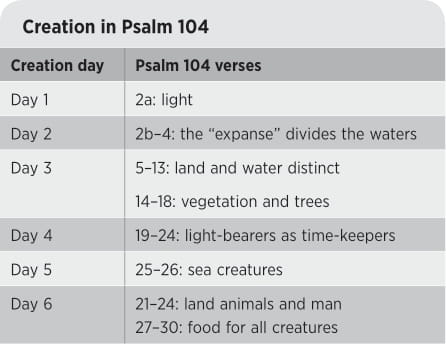 Creation in Psalm 104
Creation day Psalm 104 verses
Day 1 2a: light
Day 2 2b–4: the “expanse” divides the waters
Day 3 5–13: land and water distinct
14–18: vegetation and trees
Day 4 19–24: light-bearers as time-keepers
Day 5 25–26: sea creatures
Day 6 21–24: land animals and man
27–30: food for all creatures